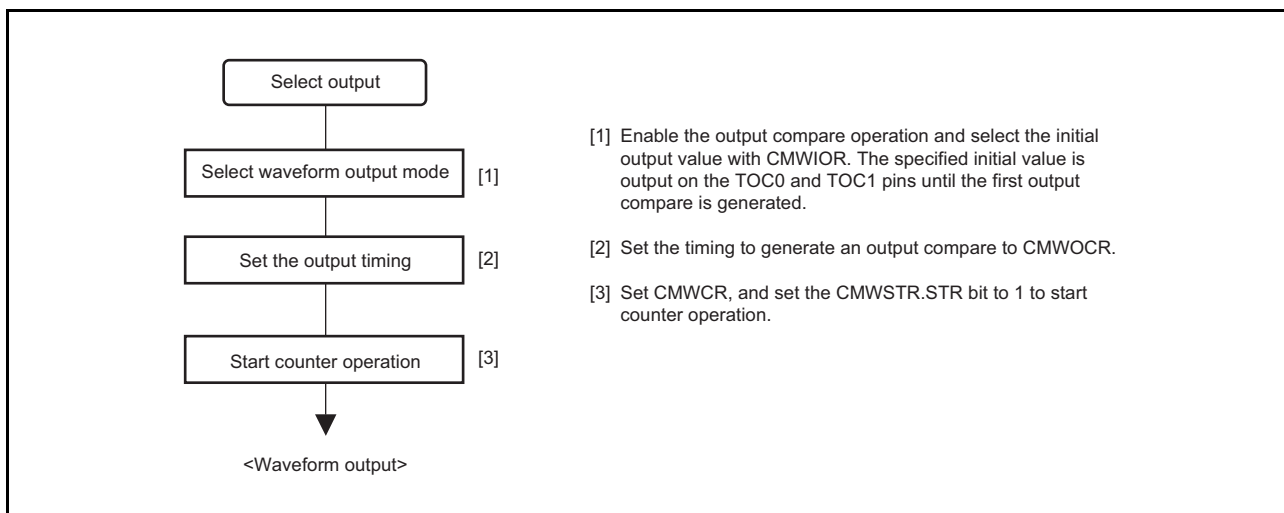 Select output
Select waveform output mode
[1]
Set the output timing
[2]
Start counter operation
[3]
<Waveform output>
[1] Enable the output compare operation and select the initial
output value with CMWIOR. The specified initial value is
output on the TOC0 and TOC1 pins until the first output
compare is generated.
[2] Set the timing to generate an output compare to CMWOCR.
[3] Set CMWCR, and set the CMWSTR.STR bit to 1 to start
counter operation.